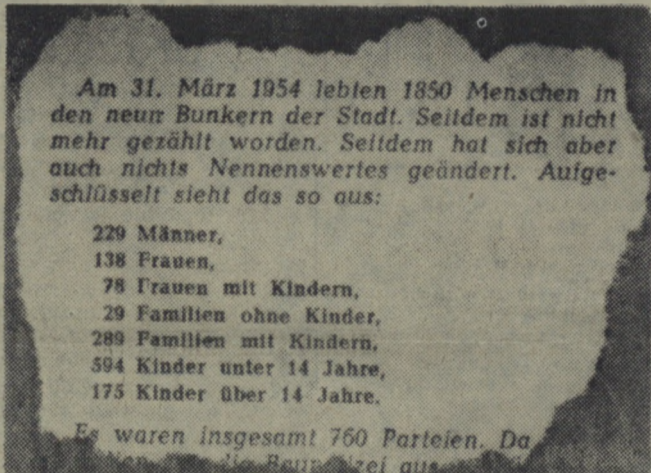 Am 31. März 1954 lebten 1850 Menschen in
den neun Bunkern der Stadt. Seitdem ist nicht
mehr gezählt worden. Seitdem hat sich aber
auch nichts Nennenswertes geändert. Aufge-
schlüsselt sieht das so aus:
229 Männer,
138 Frauen,
78 Frauen mit Kindern,
29 Familien ohne Kinder,
289 Familien mit Kindern,
594 Kinder unter 14 Jahre,
175 Kinder über 14 Jahre.
Es waren insgesamt 760 Parteien. Da
die aus